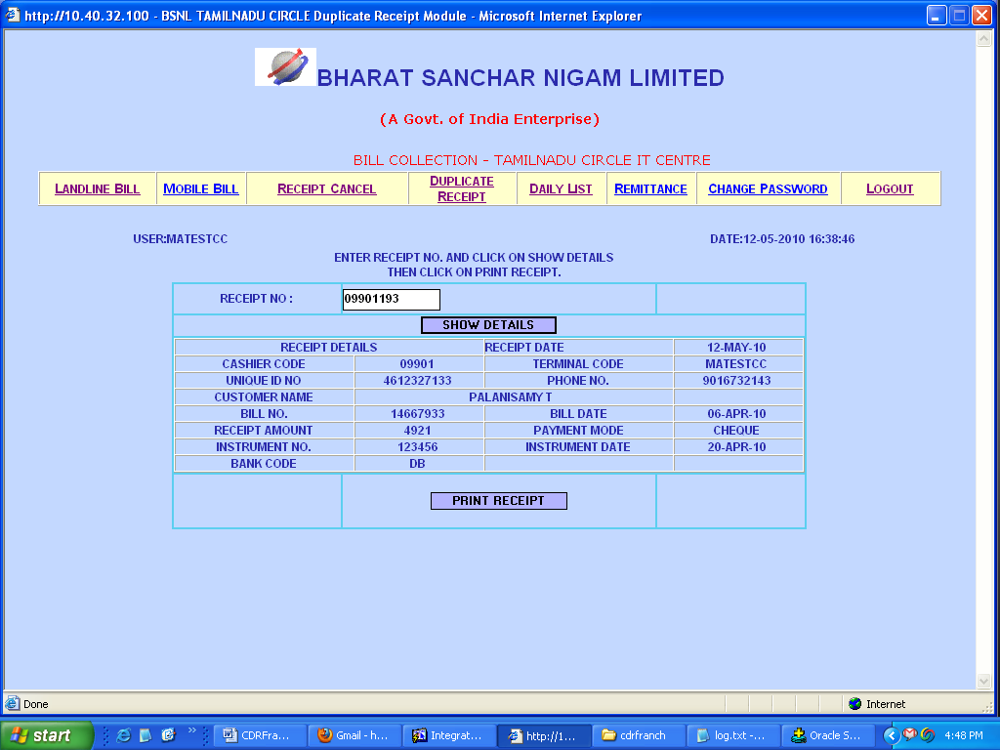 http://10.40.32.100 - BSNL TAMILNADU CIRCLE Duplicate Receipt Module - Microsoft Internet Explorer
BHARAT SANCHAR NIGAM LIMITED
(A Govt. of India Enterprise)
BILL COLLECTION - TAMILNADU CIRCLE IT CENTRE
LANDLINE BILL MOBILE BILL RECEIPT CANCEL DUPLICATE RECEIPT DAILY LIST REMITTANCE CHANGE PASSWORD LOGOUT
USER:MATESTCC DATE:12-05-2010 16:38:46
ENTER RECEIPT NO. AND CLICK ON SHOW DETAILS
THEN CLICK ON PRINT RECEIPT.
RECEIPT NO : 09901193
SHOW DETAILS
RECEIPT DETAILS RECEIPT DATE 12-MAY-10
CASHIER CODE 09901 TERMINAL CODE MATESTCC
UNIQUE ID NO 4612327133 PHONE NO. 9016732143
CUSTOMER NAME PALANISAMY T
BILL NO. 14667933 BILL DATE 06-APR-10
RECEIPT AMOUNT 4921 PAYMENT MODE CHEQUE
INSTRUMENT NO. 123456 INSTRUMENT DATE 20-APR-10
BANK CODE DB
PRINT RECEIPT
Done Internet
start CDRFra... Gmail - h... Integrat... http://1... cdrfranch log.txt -... Oracle S... 4:48 PM